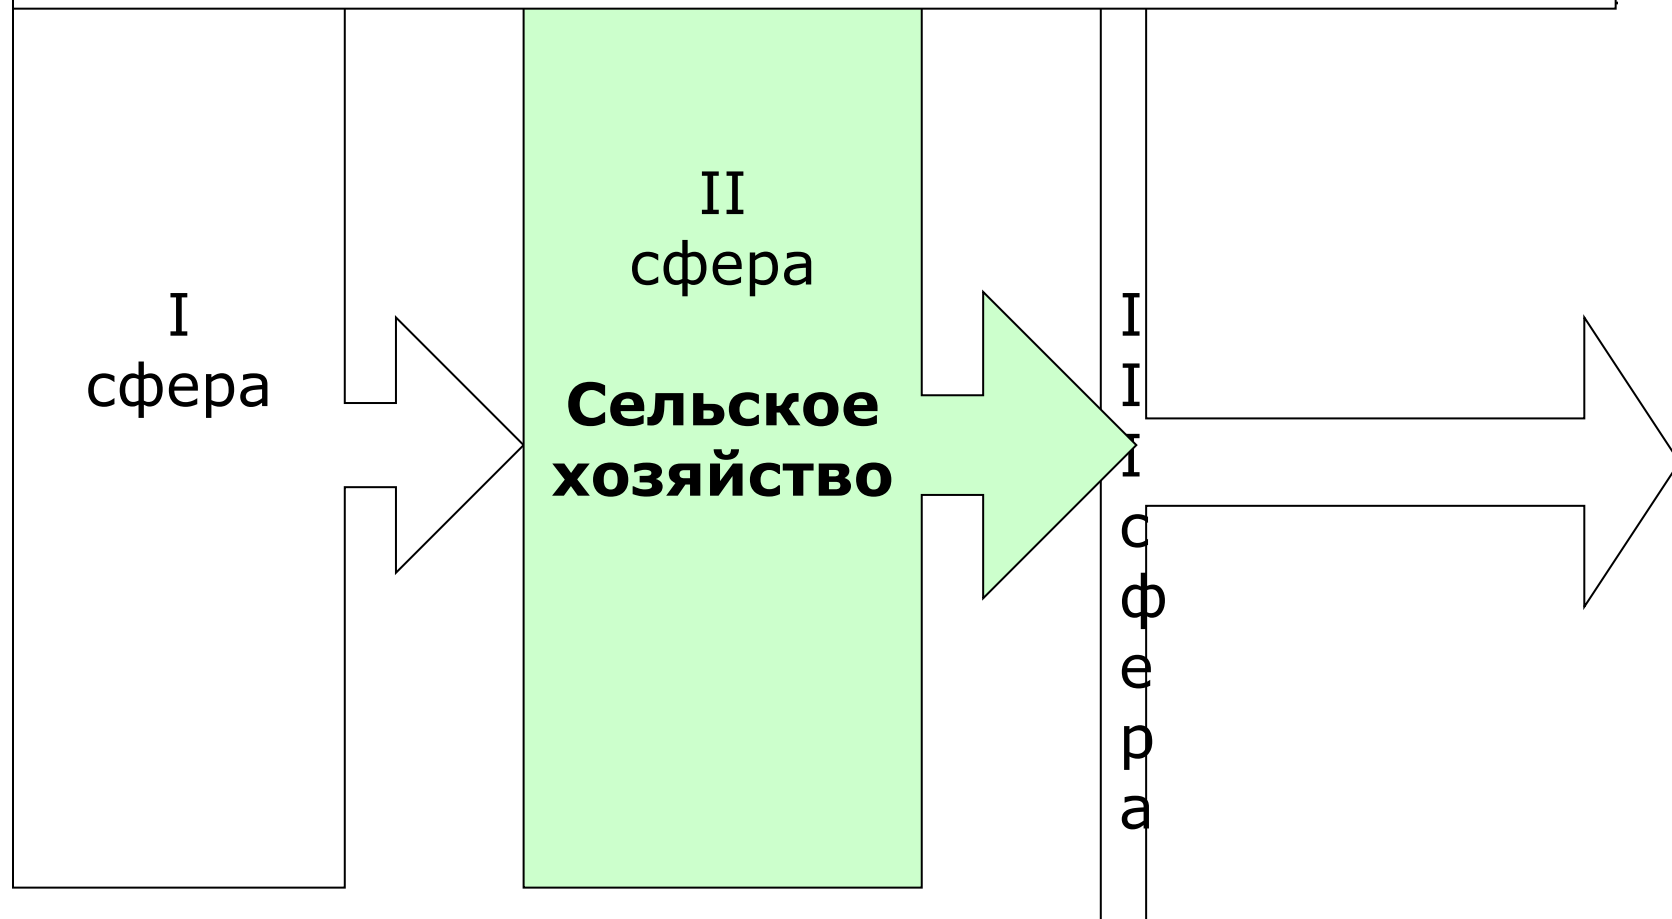 I
сфера
II
сфера
Сельское
хозяйство
I
I
I
с
ф
е
р
а